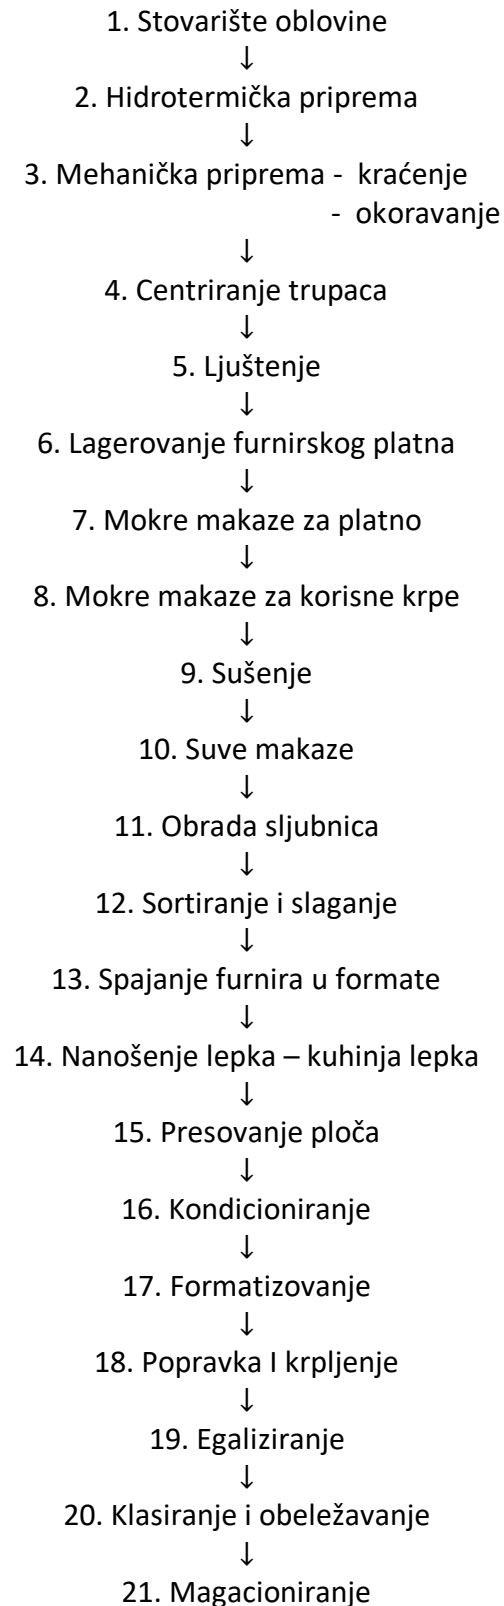 1. Stovarište oblovine
↓
2. Hidrotermička priprema
↓
3. Mehanička priprema - kraćenje
- okoravanje
↓
4. Centriranje trupaca
↓
5. Ljuštenje
↓
6. Lagerovanje furnirskog platna
↓
7. Mokre makaze za platno
↓
8. Mokre makaze za korisne krpe
↓
9. Sušenje
↓
10. Suve makaze
↓
11. Obrada sljubnica
↓
12. Sortiranje i slaganje
↓
13. Spajanje furnira u formate
↓
14. Nanošenje lepka – kuhinja lepka
↓
15. Presovanje ploča
↓
16. Kondicioniranje
↓
17. Formatizovanje
↓
18. Popravka I krpljenje
↓
19. Egaliziranje
↓
20. Klasiranje i obeležavanje
↓
21. Magacioniranje